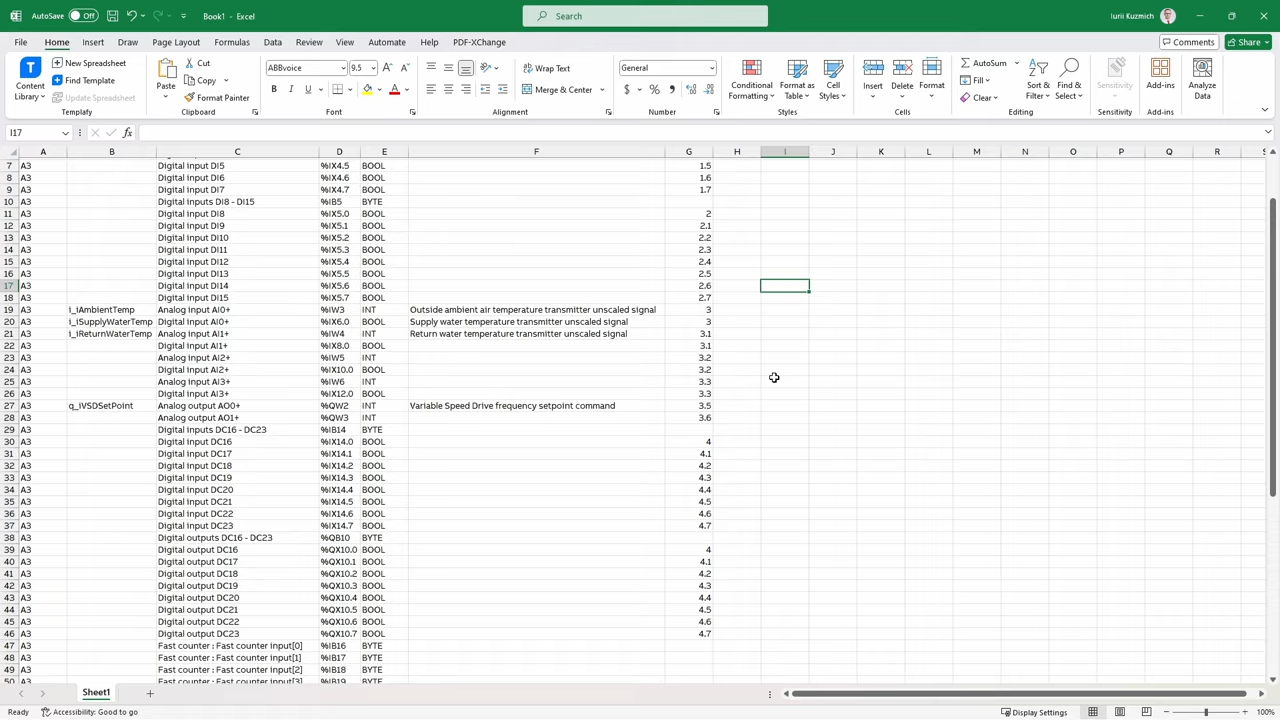 AutoSave Off Book1 - Excel Search Iurii Kuzmich
File Home Insert Draw Page Layout Formulas Data Review View Automate Help PDF-XChange Comments Share
Content Library New Spreadsheet Find Template Update Spreadsheet Template
Paste Cut Copy Format Painter Clipboard
ABBvoice 9.5 B I U Font
Wrap Text Merge & Center Alignment
General $ % Number
Conditional Formatting Format as Table Cell Styles Styles
Insert Delete Format Cells
AutoSum Fill Clear Sort & Filter Find & Select Editing
Sensitivity Sensitivity
Add-ins Add-ins
Analyze Data
I17 fx
A B C D E F G H I J K L M N O P Q R
7 A3 Digital input DI5 %IX4.5 BOOL 1.5
8 A3 Digital input DI6 %IX4.6 BOOL 1.6
9 A3 Digital input DI7 %IX4.7 BOOL 1.7
10 A3 Digital inputs DI8 - DI15 %IB5 BYTE
11 A3 Digital input DI8 %IX5.0 BOOL 2
12 A3 Digital input DI9 %IX5.1 BOOL 2.1
13 A3 Digital input DI10 %IX5.2 BOOL 2.2
14 A3 Digital input DI11 %IX5.3 BOOL 2.3
15 A3 Digital input DI12 %IX5.4 BOOL 2.4
16 A3 Digital input DI13 %IX5.5 BOOL 2.5
17 A3 Digital input DI14 %IX5.6 BOOL 2.6
18 A3 Digital input DI15 %IX5.7 BOOL 2.7
19 A3 i_iAmbientTemp Analog input AI0+ %IW3 INT Outside ambient air temperature transmitter unscaled signal 3
20 A3 i_iSupplyWaterTemp Digital input AI0+ %IX6.0 BOOL Supply water temperature transmitter unscaled signal 3
21 A3 i_iReturnWaterTemp Analog input AI1+ %IW4 INT Return water temperature transmitter unscaled signal 3.1
22 A3 Digital input AI1+ %IX8.0 BOOL 3.1
23 A3 Analog input AI2+ %IW5 INT 3.2
24 A3 Digital input AI2+ %IX10.0 BOOL 3.2
25 A3 Analog input AI3+ %IW6 INT 3.3
26 A3 Digital input AI3+ %IX12.0 BOOL 3.3
27 A3 q_iVSDSetPoint Analog output AO0+ %QW2 INT Variable Speed Drive frequency setpoint command 3.5
28 A3 Analog output AO1+ %QW3 INT 3.6
29 A3 Digital inputs DC16 - DC23 %IB14 BYTE
30 A3 Digital input DC16 %IX14.0 BOOL 4
31 A3 Digital input DC17 %IX14.1 BOOL 4.1
32 A3 Digital input DC18 %IX14.2 BOOL 4.2
33 A3 Digital input DC19 %IX14.3 BOOL 4.3
34 A3 Digital input DC20 %IX14.4 BOOL 4.4
35 A3 Digital input DC21 %IX14.5 BOOL 4.5
36 A3 Digital input DC22 %IX14.6 BOOL 4.6
37 A3 Digital input DC23 %IX14.7 BOOL 4.7
38 A3 Digital outputs DC16 - DC23 %QB10 BYTE
39 A3 Digital output DC16 %QX10.0 BOOL 4
40 A3 Digital output DC17 %QX10.1 BOOL 4.1
41 A3 Digital output DC18 %QX10.2 BOOL 4.2
42 A3 Digital output DC19 %QX10.3 BOOL 4.3
43 A3 Digital output DC20 %QX10.4 BOOL 4.4
44 A3 Digital output DC21 %QX10.5 BOOL 4.5
45 A3 Digital output DC22 %QX10.6 BOOL 4.6
46 A3 Digital output DC23 %QX10.7 BOOL 4.7
47 A3 Fast counter : Fast counter input[0] %IB16 BYTE
48 A3 Fast counter : Fast counter input[1] %IB17 BYTE
49 A3 Fast counter : Fast counter input[2] %IB18 BYTE
50 A3 Fast counter : Fast counter input[3] %IB19 BYTE
Sheet1
Ready Accessibility: Good to go Display Settings 100%